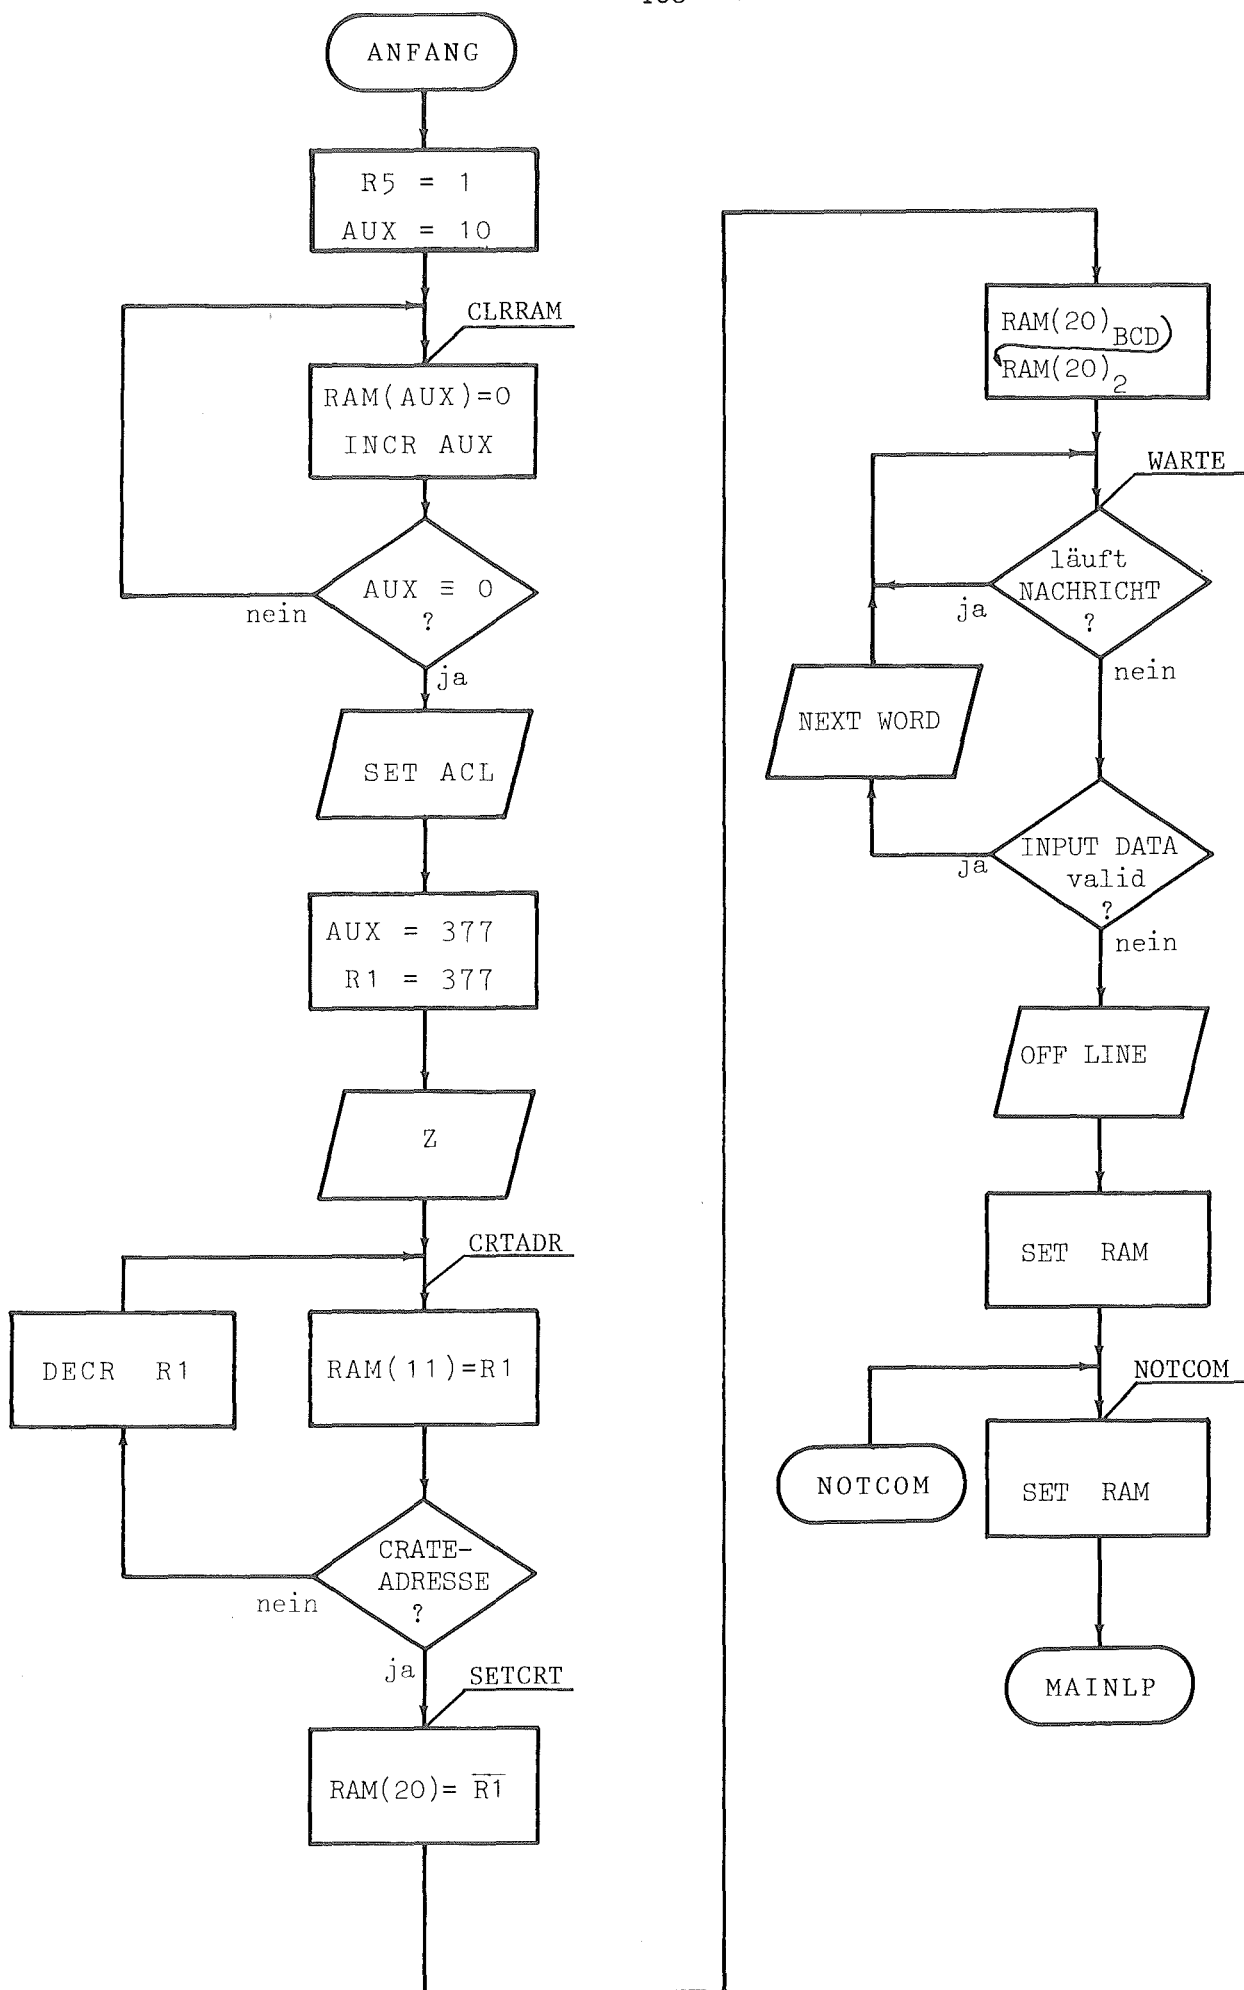 ANFANG
R5 = 1
AUX = 10
CLRRAM
RAM(AUX)=0
INCR AUX
AUX ≡ 0
?
nein
ja
SET ACL
AUX = 377
R1 = 377
Z
CRTADR
DECR R1
RAM(11)=R1
CRATE-
ADRESSE
?
nein
ja
SETCRT
RAM(20)= R̅1̅
RAM(20)BCD
RAM(20)2
WARTE
läuft
NACHRICHT
?
ja
nein
NEXT WORD
INPUT DATA
valid
?
ja
nein
OFF LINE
SET RAM
NOTCOM
NOTCOM
SET RAM
MAINLP